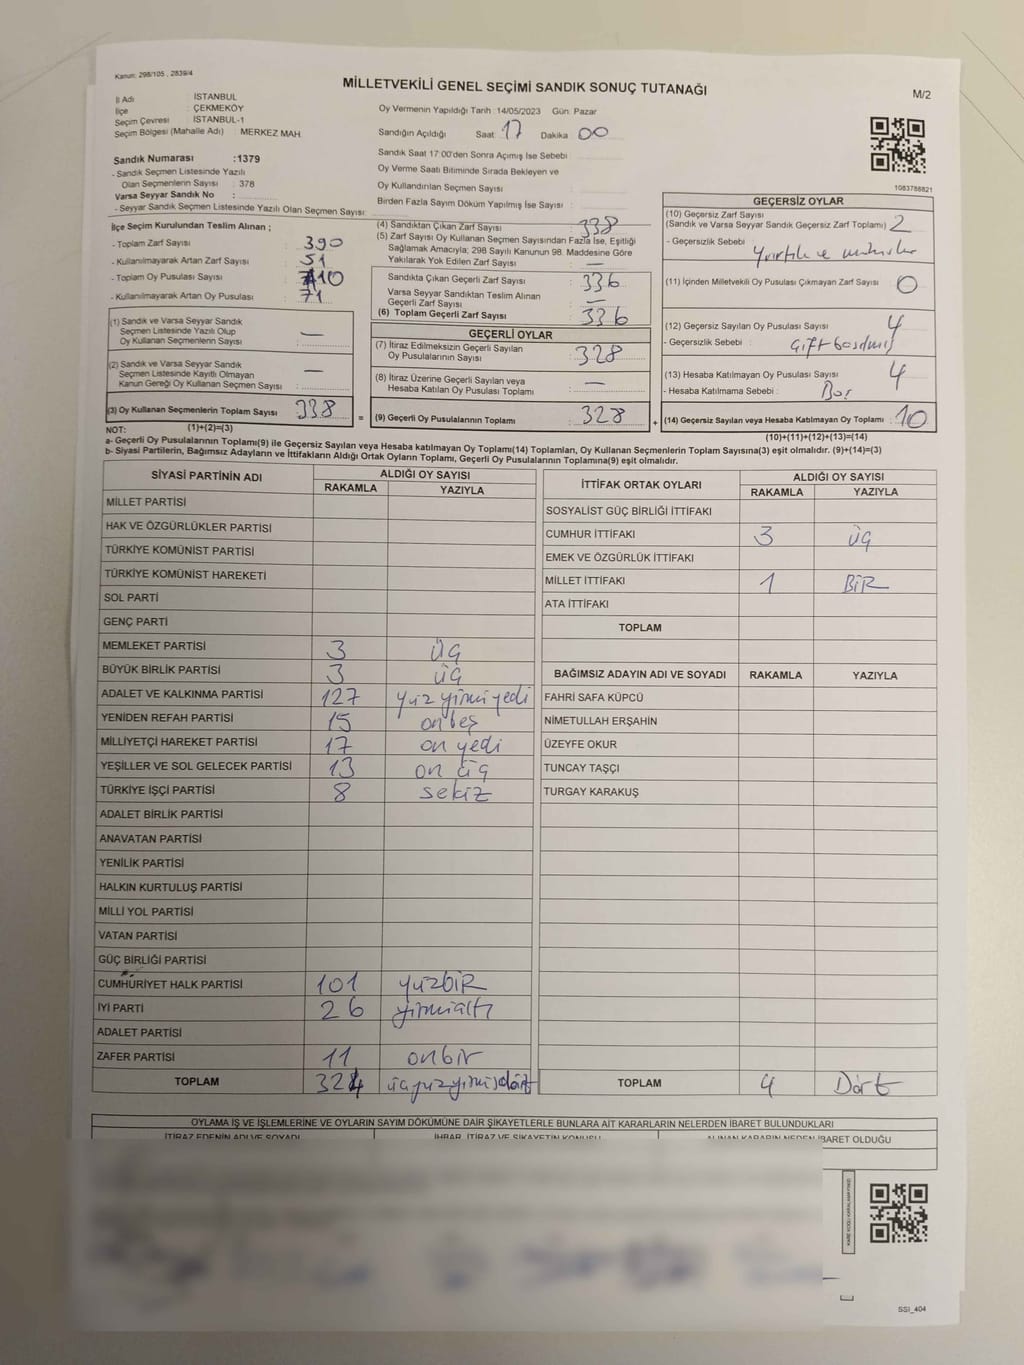 Kanun: 298/105 , 2839/4
MİLLETVEKİLİ GENEL SEÇİMİ SANDIK SONUÇ TUTANAĞI
M/2
İl Adı : İSTANBUL
İlçe : ÇEKMEKÖY
Seçim Çevresi : İSTANBUL-1
Seçim Bölgesi (Mahalle Adı) : MERKEZ MAH.
Sandık Numarası :1379
- Sandık Seçmen Listesinde Yazılı
Olan Seçmenlerin Sayısı : 378
Varsa Seyyar Sandık No :
- Seyyar Sandık Seçmen Listesinde Yazılı Olan Seçmen Sayısı:
Oy Vermenin Yapıldığı Tarih :14/05/2023 Gün: Pazar
Sandığın Açıldığı Saat: 17 Dakika 00
Sandık Saat 17:00'den Sonra Açımış İse Sebebi :
Oy Verme Saati Bitiminde Sırada Bekleyen ve
Oy Kullandırılan Seçmen Sayısı :
Birden Fazla Sayım Döküm Yapılmış İse Sayısı :
1083788821
İlçe Seçim Kurulundan Teslim Alınan ;
- Toplam Zarf Sayısı : 390
- Kullanılmayarak Artan Zarf Sayısı : 51
- Toplam Oy Pusulası Sayısı : 410
- Kullanılmayarak Artan Oy Pusulası : 71
(1) Sandık ve Varsa Seyyar Sandık
Seçmen Listesinde Yazılı Olup
Oy Kullanan Seçmenlerin Sayısı : —
(2) Sandık ve Varsa Seyyar Sandık
Seçmen Listesinde Kayıtlı Olmayan
Kanun Gereği Oy Kullanan Seçmen Sayısı : —
(3) Oy Kullanan Seçmenlerin Toplam Sayısı : 338
(4) Sandıktan Çıkan Zarf Sayısı : 338
(5) Zarf Sayısı Oy Kullanan Seçmen Sayısından Fazla İse, Eşitliği
Sağlamak Amacıyla; 298 Sayılı Kanunun 98. Maddesine Göre
Yakılarak Yok Edilen Zarf Sayısı : —
Sandıkta Çıkan Geçerli Zarf Sayısı : 336
Varsa Seyyar Sandıktan Teslim Alınan
Geçerli Zarf Sayısı : —
(6) Toplam Geçerli Zarf Sayısı : 336
GEÇERLİ OYLAR
(7) İtiraz Edilmeksizin Geçerli Sayılan
Oy Pusulalarının Sayısı : 328
(8) İtiraz Üzerine Geçerli Sayılan veya
Hesaba Katılan Oy Pusulası Toplamı : —
= (9) Geçerli Oy Pusulalarının Toplamı : 328
GEÇERSİZ OYLAR
(10) Geçersiz Zarf Sayısı
(Sandık ve Varsa Seyyar Sandık Geçersiz Zarf Toplamı) : 2
- Geçersizlik Sebebi :
(11) İçinden Milletvekili Oy Pusulası Çıkmayan Zarf Sayısı : 0
(12) Geçersiz Sayılan Oy Pusulası Sayısı : 4
- Geçersizlik Sebebi : Çift basılmış
(13) Hesaba Katılmayan Oy Pusulası Sayısı : 4
- Hesaba Katılmama Sebebi : Boş
+ (14) Geçersiz Sayılan veya Hesaba Katılmayan Oy Toplamı : 10
NOT: (1)+(2)=(3)
(10)+(11)+(12)+(13)=(14)
a- Geçerli Oy Pusulalarının Toplamı(9) ile Geçersiz Sayılan veya Hesaba katılmayan Oy Toplamı(14) Toplamları, Oy Kullanan Seçmenlerin Toplam Sayısına(3) eşit olmalıdır. (9)+(14)=(3)
b- Siyasi Partilerin, Bağımsız Adayların ve İttifakların Aldığı Ortak Oyların Toplamı, Geçerli Oy Pusulalarının Toplamına(9) eşit olmalıdır.
SİYASİ PARTİNİN ADI ALDIĞI OY SAYISI
RAKAMLA YAZIYLA
MİLLET PARTİSİ
HAK VE ÖZGÜRLÜKLER PARTİSİ
TÜRKİYE KOMÜNİST PARTİSİ
TÜRKİYE KOMÜNİST HAREKETİ
SOL PARTİ
GENÇ PARTİ
MEMLEKET PARTİSİ 3 üç
BÜYÜK BİRLİK PARTİSİ 3 üç
ADALET VE KALKINMA PARTİSİ 127 yüz yirmi yedi
YENİDEN REFAH PARTİSİ 15 onbeş
MİLLİYETÇİ HAREKET PARTİSİ 17 on yedi
YEŞİLLER VE SOL GELECEK PARTİSİ 13 on üç
TÜRKİYE İŞÇİ PARTİSİ 8 sekiz
ADALET BİRLİK PARTİSİ
ANAVATAN PARTİSİ
YENİLİK PARTİSİ
HALKIN KURTULUŞ PARTİSİ
MİLLİ YOL PARTİSİ
VATAN PARTİSİ
GÜÇ BİRLİĞİ PARTİSİ
CUMHURİYET HALK PARTİSİ 101 yüzbir
İYİ PARTİ 26 yirmialtı
ADALET PARTİSİ
ZAFER PARTİSİ 11 onbir
TOPLAM 324 üçyüzyirmidört
İTTİFAK ORTAK OYLARI ALDIĞI OY SAYISI
RAKAMLA YAZIYLA
SOSYALİST GÜÇ BİRLİĞİ İTTİFAKI
CUMHUR İTTİFAKI 3 üç
EMEK VE ÖZGÜRLÜK İTTİFAKI
MİLLET İTTİFAKI 1 BİR
ATA İTTİFAKI
TOPLAM
BAĞIMSIZ ADAYIN ADI VE SOYADI RAKAMLA YAZIYLA
FAHRİ SAFA KÜPCÜ
NİMETULLAH ERŞAHİN
ÜZEYFE OKUR
TUNCAY TAŞÇI
TURGAY KARAKUŞ
TOPLAM 4 Dört
OYLAMA İŞ VE İŞLEMLERİNE VE OYLARIN SAYIM DÖKÜMÜNE DAİR ŞİKAYETLERLE BUNLARA AİT KARARLARIN NELERDEN İBARET BULUNDUKLARI
İTİRAZ EDENİN ADI VE SOYADI İHBAR, İTİRAZ VE ŞİKAYETİN KONUSU ALINAN KARARIN NEDEN İBARET OLDUĞU
KARE KODU KARALAMAYINIZ
SSI_404